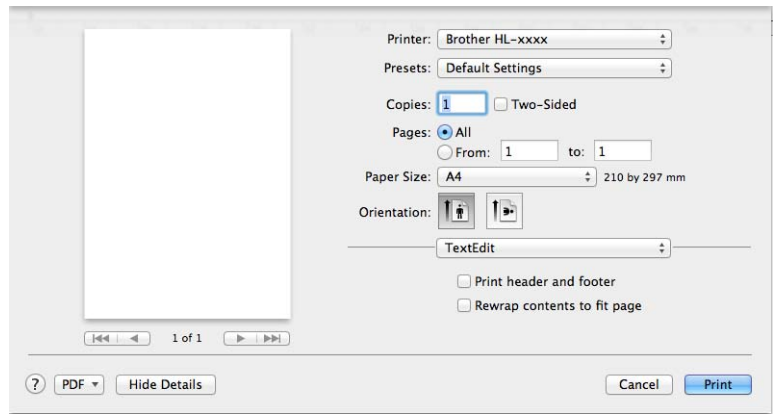 Printer: Brother HL-xxxx
Presets: Default Settings
Copies: 1 Two-Sided
Pages: All
From: 1 to: 1
Paper Size: A4 210 by 297 mm
Orientation:
TextEdit
Print header and footer
Rewrap contents to fit page
1 of 1
? PDF Hide Details Cancel Print